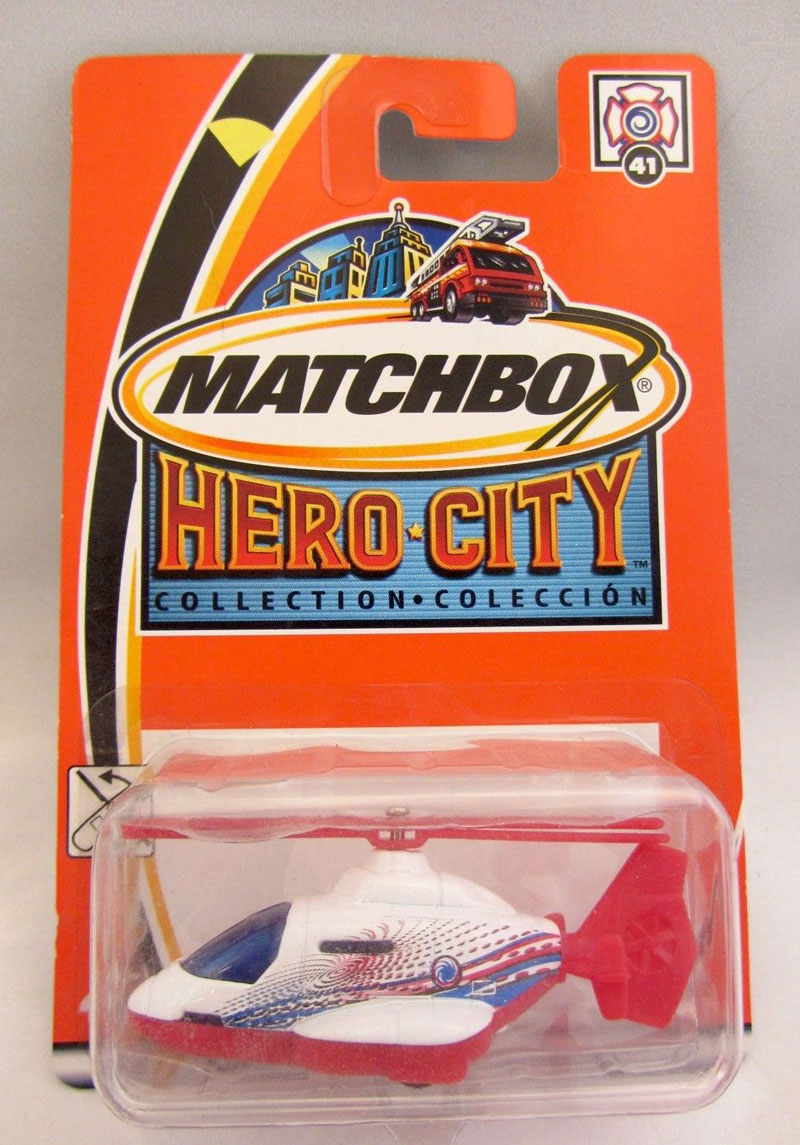 41
MATCHBOX®
HERO★CITY™
COLLECTION•COLECCIÓN